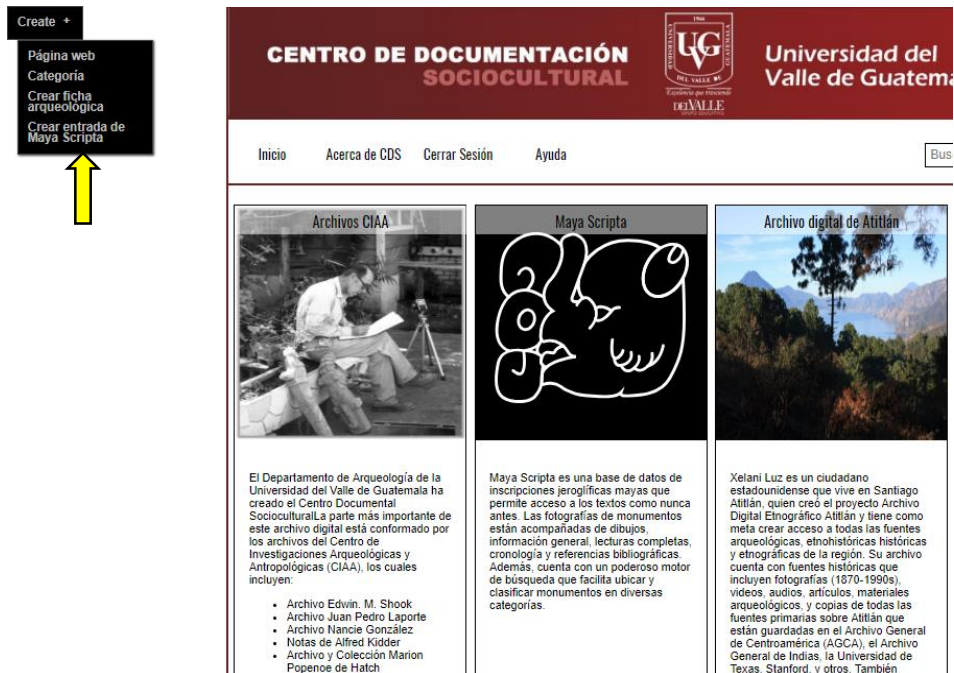 Create +
Página web
Categoría
Crear ficha
arqueológica
Crear entrada de
Maya Scripta
CENTRO DE DOCUMENTACIÓN
SOCIOCULTURAL
1966
UVG
DEL VALLE DE
Excelencia que trasciende
DEL VALLE
GRUPO EDUCATIVO
Universidad del
Valle de Guatema
Inicio
Acerca de CDS
Cerrar Sesión
Ayuda
Bus
Archivos CIAA
El Departamento de Arqueología de la
Universidad del Valle de Guatemala ha
creado el Centro Documental
SocioculturalLa parte más importante de
este archivo digital está conformado por
los archivos del Centro de
Investigaciones Arqueológicas y
Antropológicas (CIAA), los cuales
incluyen:
• Archivo Edwin. M. Shook
• Archivo Juan Pedro Laporte
• Archivo Nancie González
• Notas de Alfred Kidder
• Archivo y Colección Marion
Popenoe de Hatch
Maya Scripta
Maya Scripta es una base de datos de
inscripciones jeroglíficas mayas que
permite acceso a los textos como nunca
antes. Las fotografías de monumentos
están acompañadas de dibujos,
información general, lecturas completas,
cronología y referencias bibliográficas.
Además, cuenta con un poderoso motor
de búsqueda que facilita ubicar y
clasificar monumentos en diversas
categorías.
Archivo digital de Atitlán
Xelani Luz es un ciudadano
estadounidense que vive en Santiago
Atitlán, quien creó el proyecto Archivo
Digital Etnográfico Atitlán y tiene como
meta crear acceso a todas las fuentes
arqueológicas, etnohistóricas históricas
y etnográficas de la región. Su archivo
cuenta con fuentes históricas que
incluyen fotografías (1870-1990s),
videos, audios, artículos, materiales
arqueológicos, y copias de todas las
fuentes primarias sobre Atitlán que
están guardadas en el Archivo General
de Centroamérica (AGCA), el Archivo
General de Indias, la Universidad de
Texas, Stanford, y otros. También